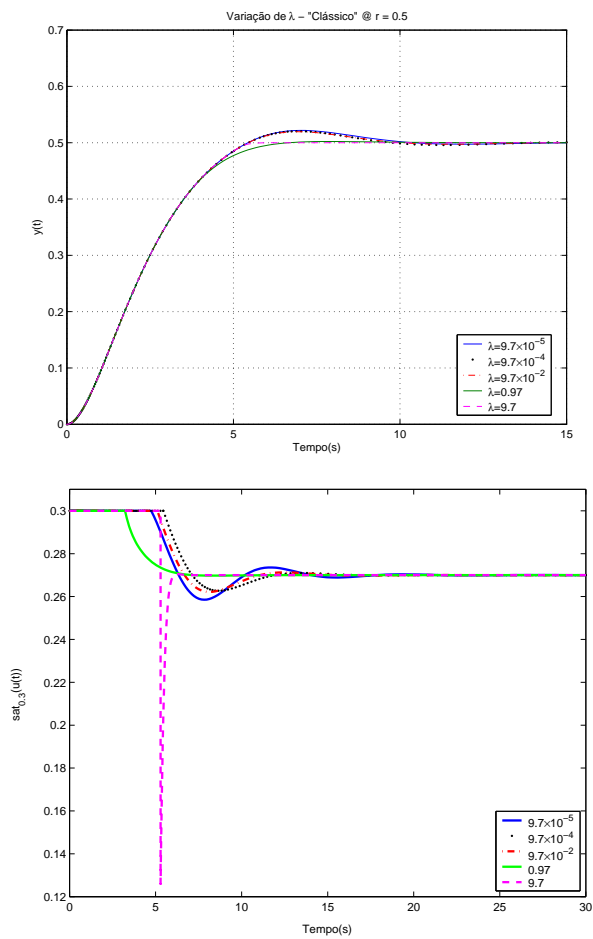 Variação de λ − "Clássico" @ r = 0.5
0.7
0.6
0.5
0.4
0.3
0.2
0.1
0
y(t)
0 5 10 15
Tempo(s)
λ=9.7×10⁻⁵
λ=9.7×10⁻⁴
λ=9.7×10⁻²
λ=0.97
λ=9.7
0.3
0.28
0.26
0.24
0.22
0.2
0.18
0.16
0.14
0.12
sat0.3(u(t))
0 5 10 15 20 25 30
Tempo(s)
9.7×10⁻⁵
9.7×10⁻⁴
9.7×10⁻²
0.97
9.7